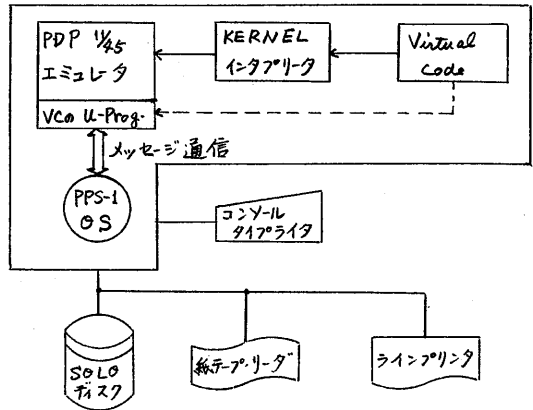 PDP 11/45
エミュレータ
KERNEL
インタプリータ
Virtual
Code
VCの μ-Prog.
メッセージ通信
PPS-1
OS
コンソール
タイプライタ
SOLO
ディスク
紙テープ・リーダ
ラインプリンタ